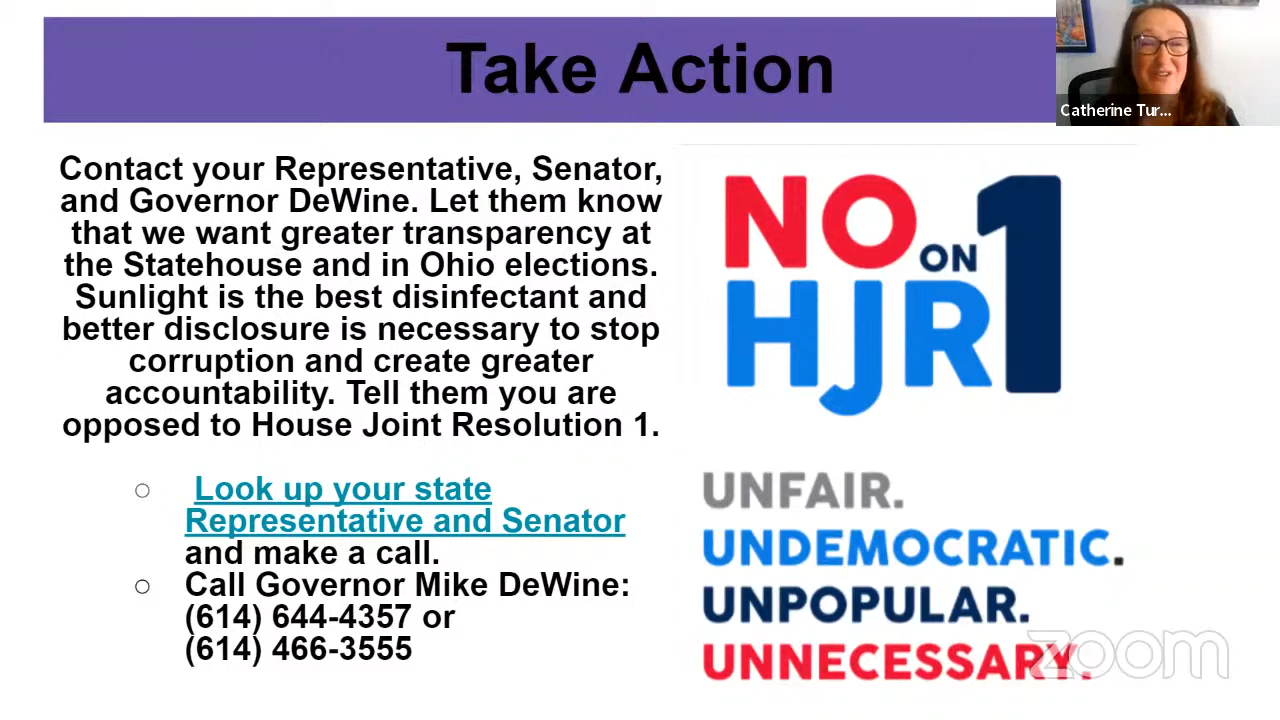 Take Action
Catherine Tur...
Contact your Representative, Senator,
and Governor DeWine. Let them know
that we want greater transparency at
the Statehouse and in Ohio elections.
Sunlight is the best disinfectant and
better disclosure is necessary to stop
corruption and create greater
accountability. Tell them you are
opposed to House Joint Resolution 1.
Look up your state
Representative and Senator
and make a call.
Call Governor Mike DeWine:
(614) 644-4357 or
(614) 466-3555
NO ON 1
HJR
UNFAIR.
UNDEMOCRATIC.
UNPOPULAR.
UNNECESSARY.
zoom